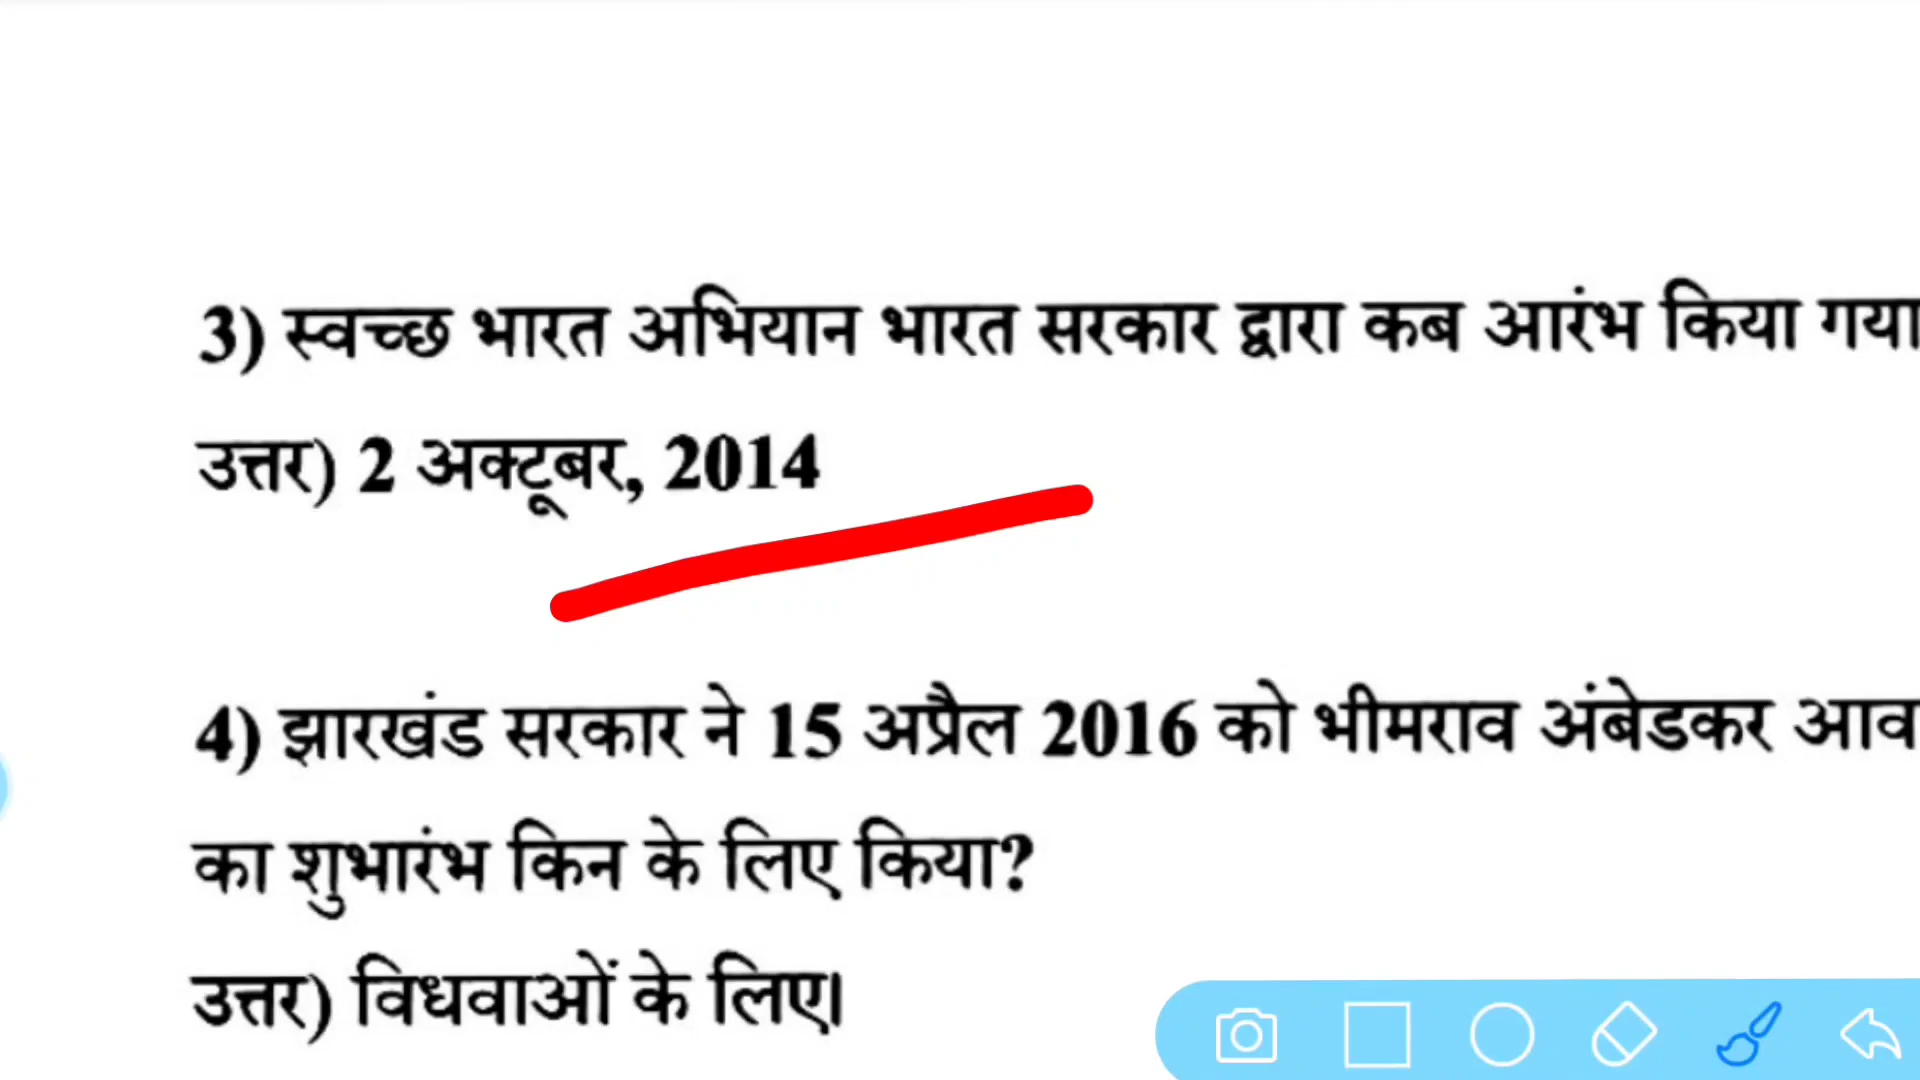 3) स्वच्छ भारत अभियान भारत सरकार द्वारा कब आरंभ किया गया
उत्तर) 2 अक्टूबर, 2014
4) झारखंड सरकार ने 15 अप्रैल 2016 को भीमराव अंबेडकर आव
का शुभारंभ किन के लिए किया?
उत्तर) विधवाओं के लिए।